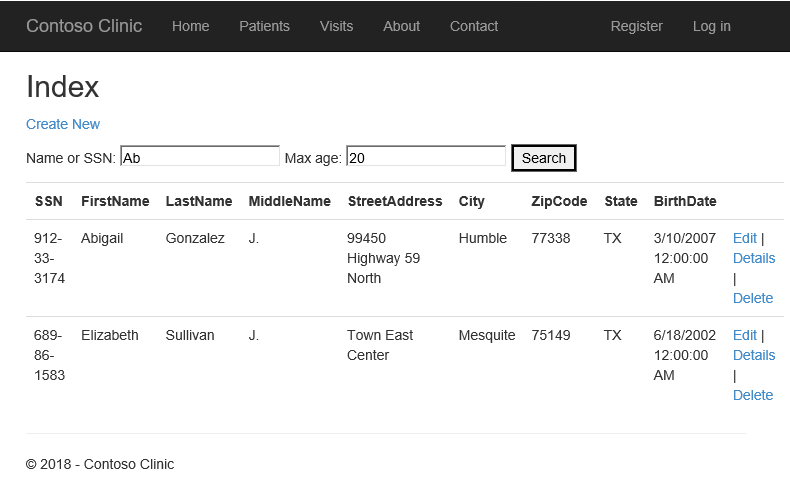 Contoso Clinic Home Patients Visits About Contact Register Log in
Index
Create New
Name or SSN: Ab Max age: 20 Search
SSN FirstName LastName MiddleName StreetAddress City ZipCode State BirthDate
912- Abigail Gonzalez J. 99450 Humble 77338 TX 3/10/2007 Edit |
33- Highway 59 12:00:00 Details
3174 North AM |
Delete
689- Elizabeth Sullivan J. Town East Mesquite 75149 TX 6/18/2002 Edit |
86- Center 12:00:00 Details
1583 AM |
Delete
© 2018 - Contoso Clinic